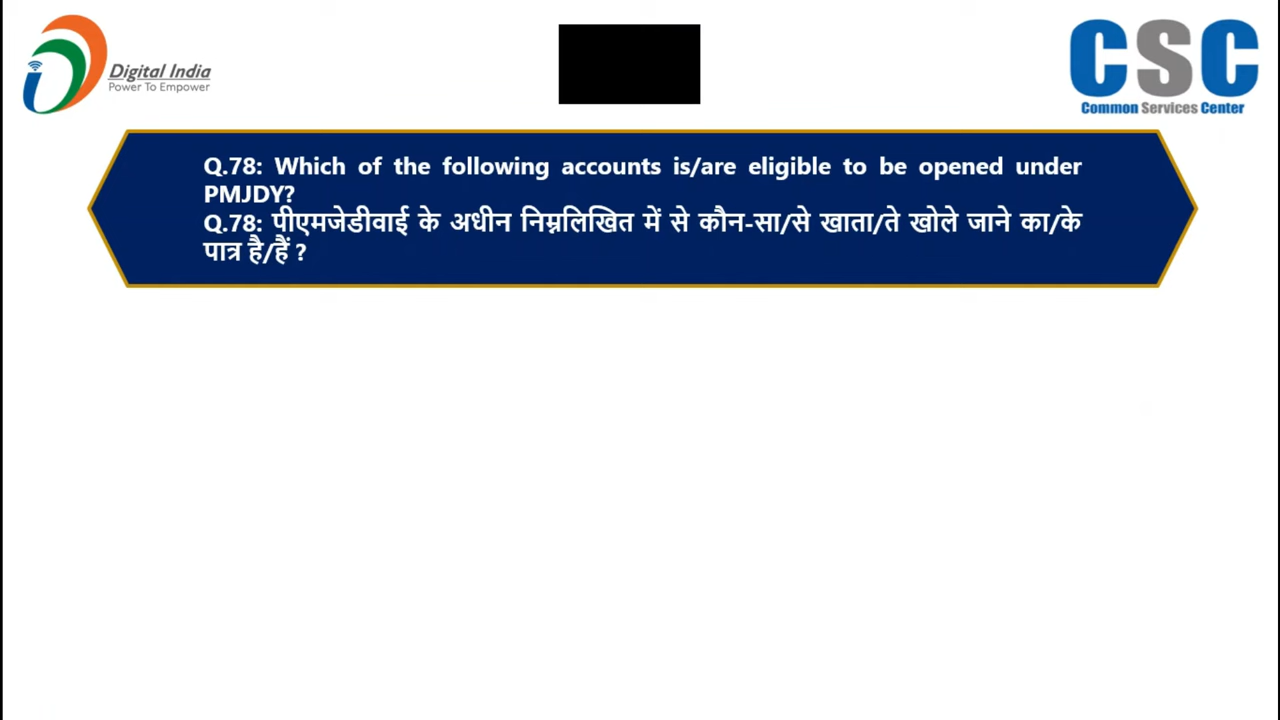 Digital India
Power To Empower
CSC
Common Services Center
Q.78: Which of the following accounts is/are eligible to be opened under
PMJDY?
Q.78: पीएमजेडीवाई के अधीन निम्नलिखित में से कौन-सा/से खाता/ते खोले जाने का/के
पात्र है/हैं ?